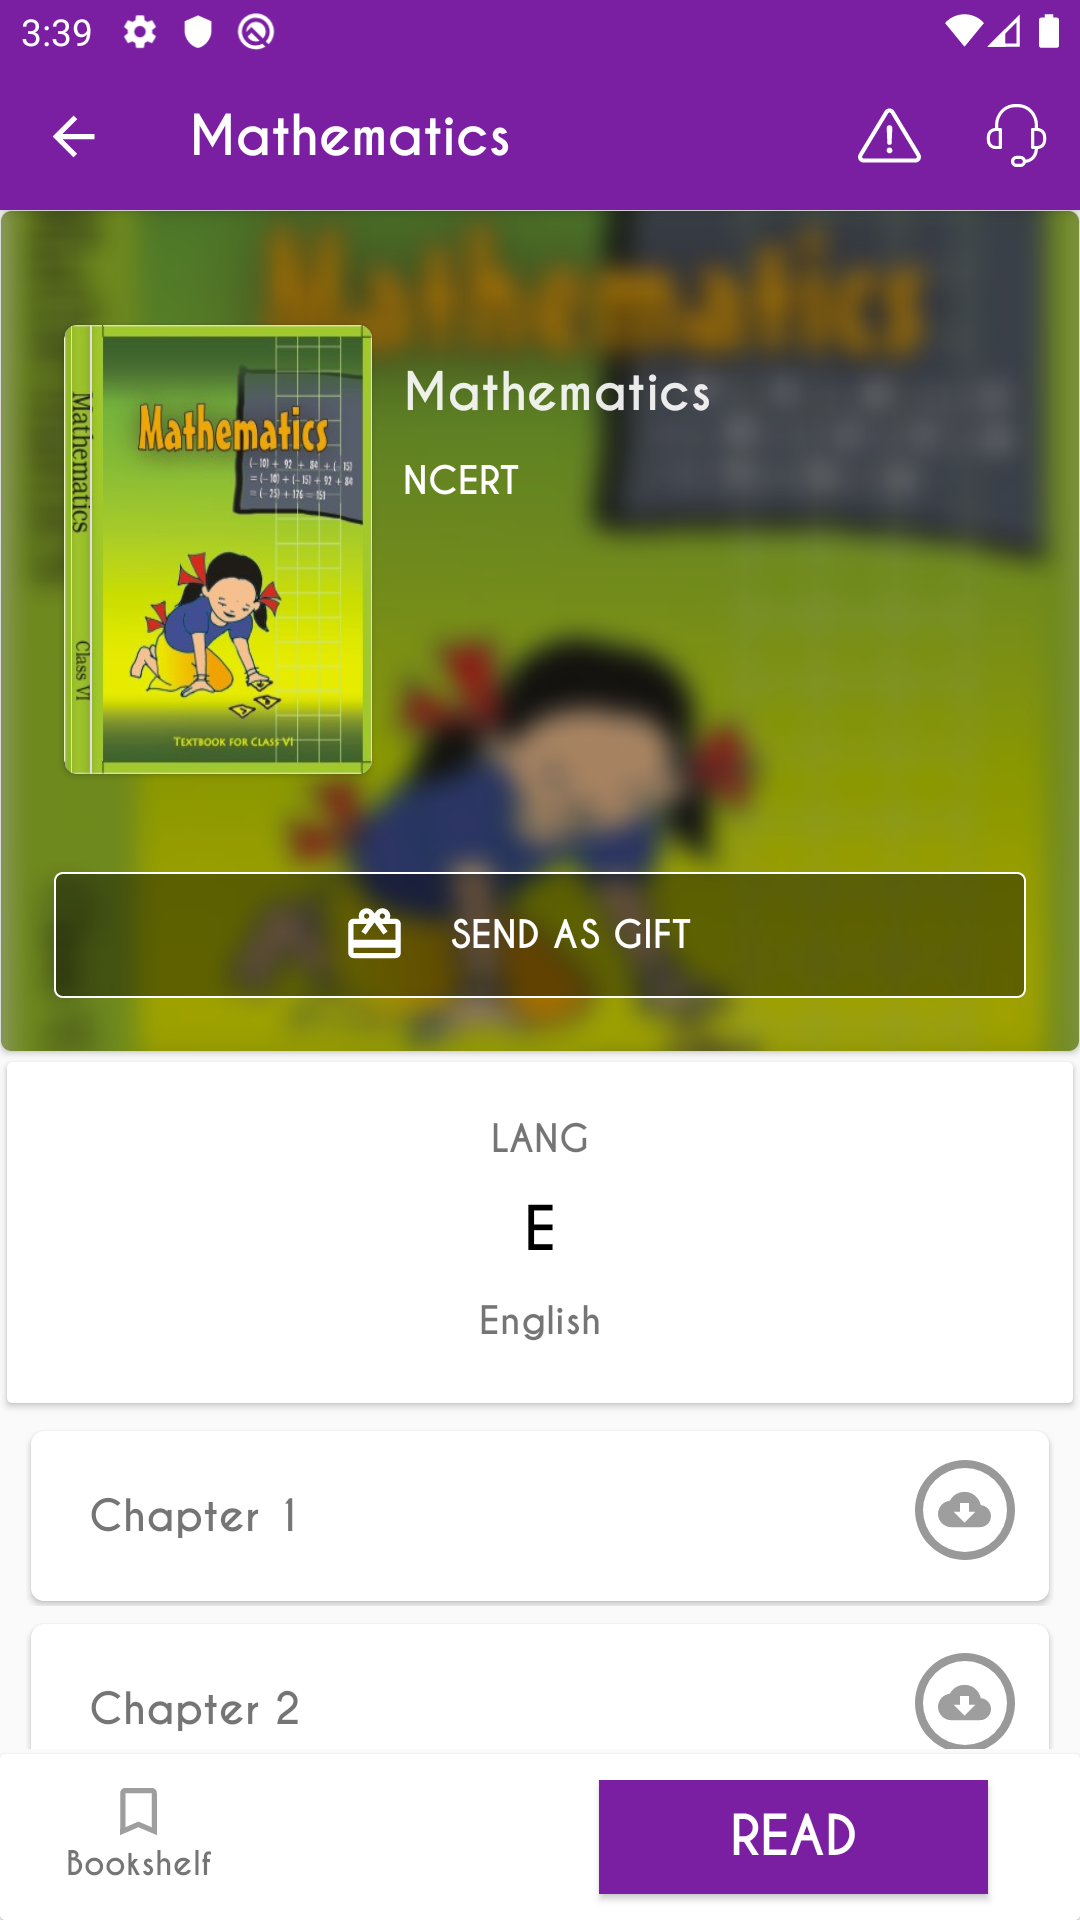 3:39
Mathematics
Mathematics
Mathematics
Class VI
Mathematics
(-10) + 92 + 84 + (-15)
= (-10) + (-15) + 92 + 84
= (-25) + 176 = 151
TEXTBOOK FOR CLASS VI
Mathematics
NCERT
SEND AS GIFT
LANG
E
English
Chapter 1
Chapter 2
Bookshelf
READ